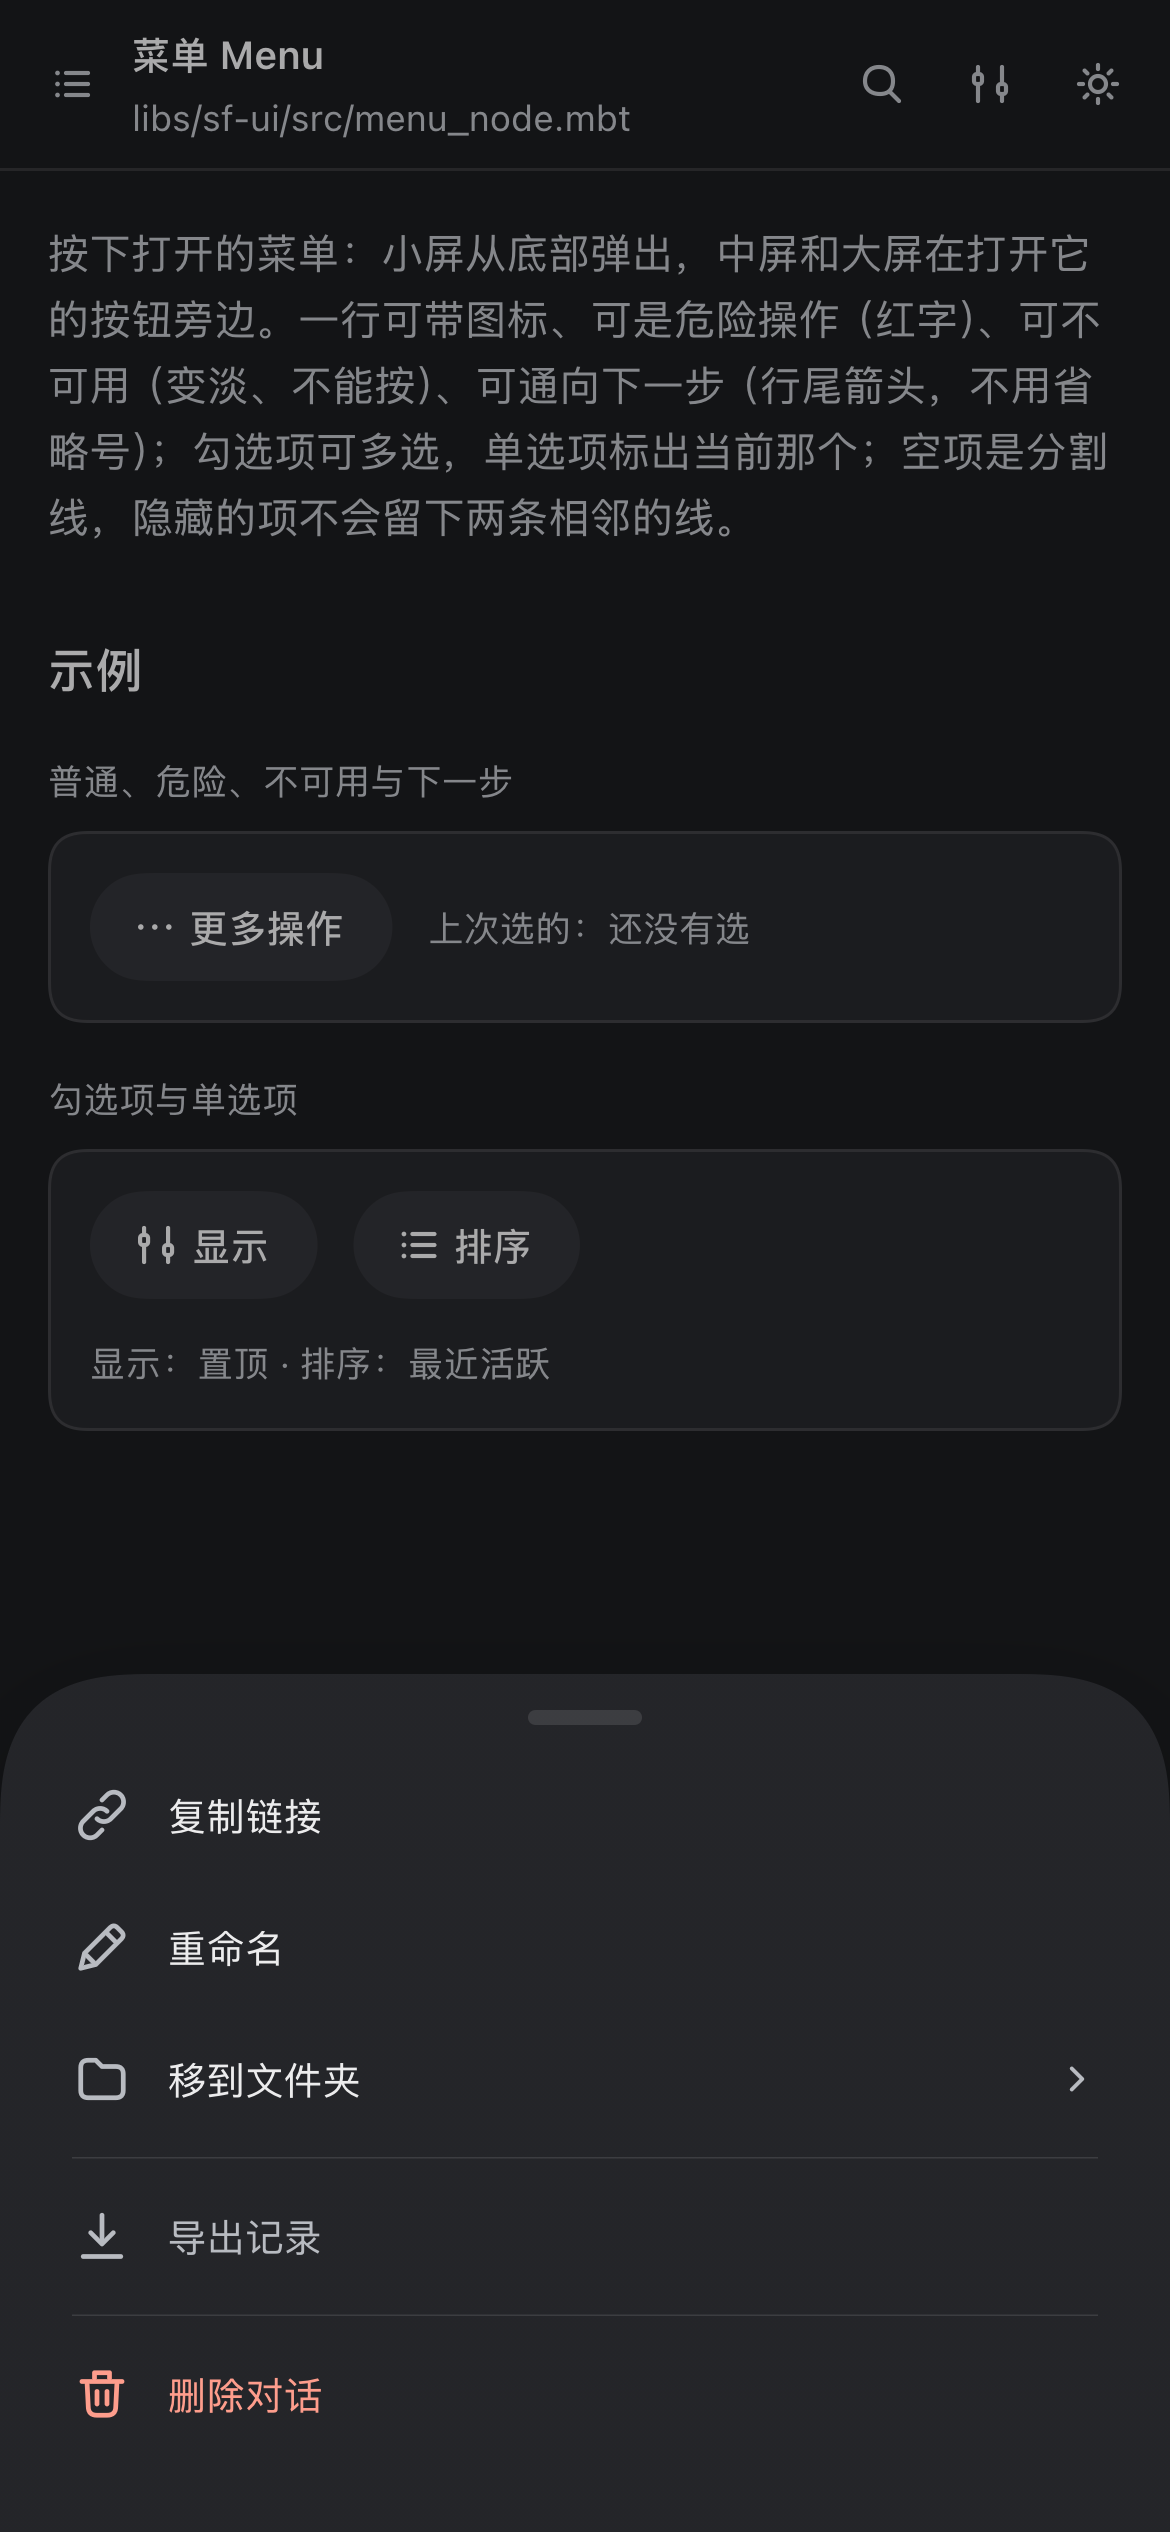 菜单 Menu
libs/sf-ui/src/menu_node.mbt
按下打开的菜单：小屏从底部弹出，中屏和大屏在打开它
的按钮旁边。一行可带图标、可是危险操作（红字）、可不
可用（变淡、不能按）、可通向下一步（行尾箭头，不用省
略号）；勾选项可多选，单选项标出当前那个；空项是分割
线，隐藏的项不会留下两条相邻的线。
示例
普通、危险、不可用与下一步
更多操作 上次选的：还没有选
勾选项与单选项
显示 排序
显示：置顶 · 排序：最近活跃
复制链接
重命名
移到文件夹
导出记录
删除对话